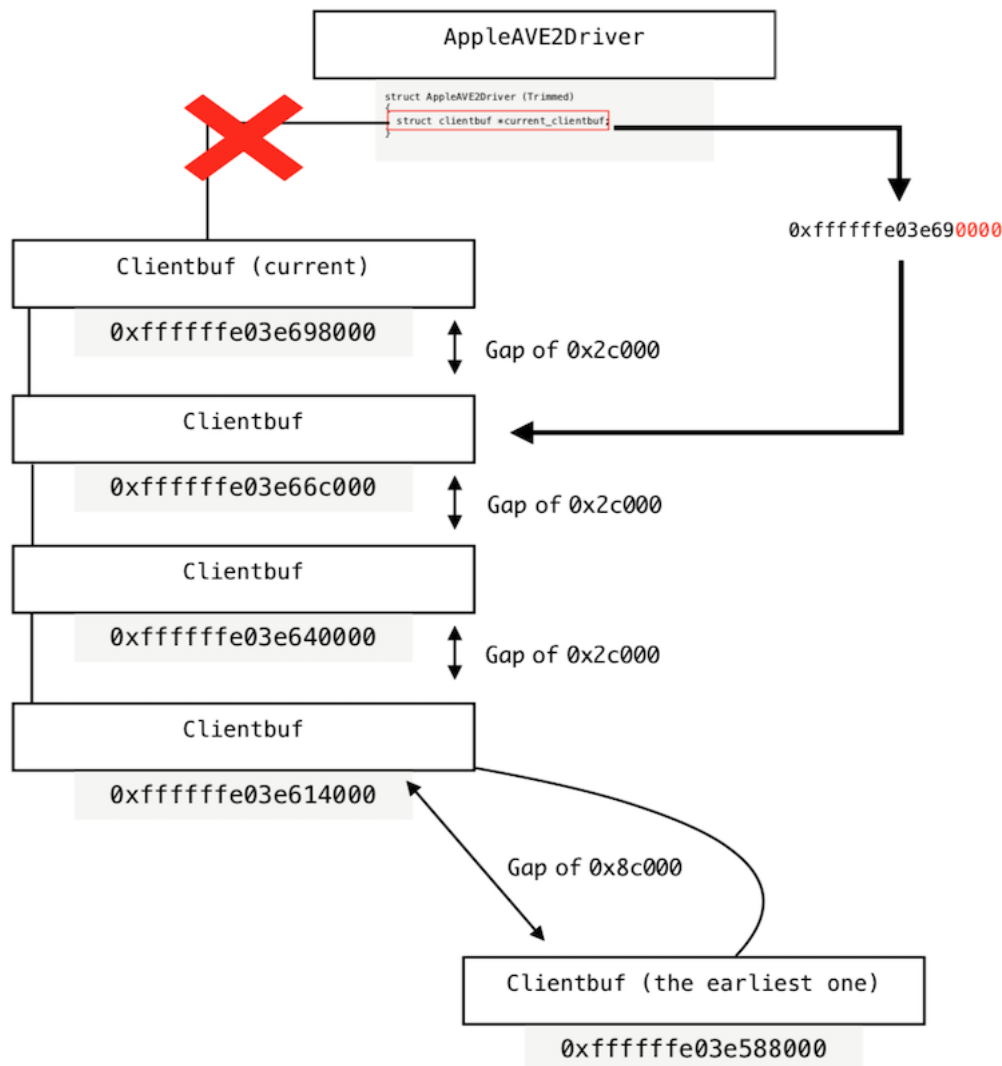 AppleAVE2Driver
struct AppleAVE2Driver (Trimmed)
{
struct clientbuf *current_clientbuf;
}
0xffffffe03e690000
Clientbuf (current)
0xffffffe03e698000
Gap of 0x2c000
Clientbuf
0xffffffe03e66c000
Gap of 0x2c000
Clientbuf
0xffffffe03e640000
Gap of 0x2c000
Clientbuf
0xffffffe03e614000
Gap of 0x8c000
Clientbuf (the earliest one)
0xffffffe03e588000